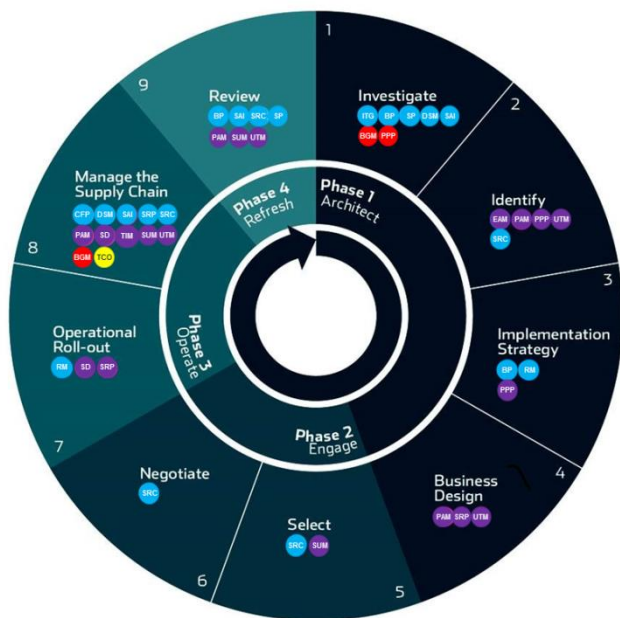 1
Investigate
ITG BP SP DSM SAI
BGM PPP
2
Identify
EAM PAM PPP UTM
SRC
3
Implementation
Strategy
BP RM
PPP
4
Business
Design
PAM SRP UTM
5
Select
SRC SUM
6
Negotiate
SRC
7
Operational
Roll-out
RM SD SRP
8
Manage the
Supply Chain
CFP DSM SAI SRP SRC
PAM SD TIM SUM UTM
BGM TCO
9
Review
BP SAI SRC SP
PAM SUM UTM
Phase 1
Architect
Phase 2
Engage
Phase 3
Operate
Phase 4
Refresh